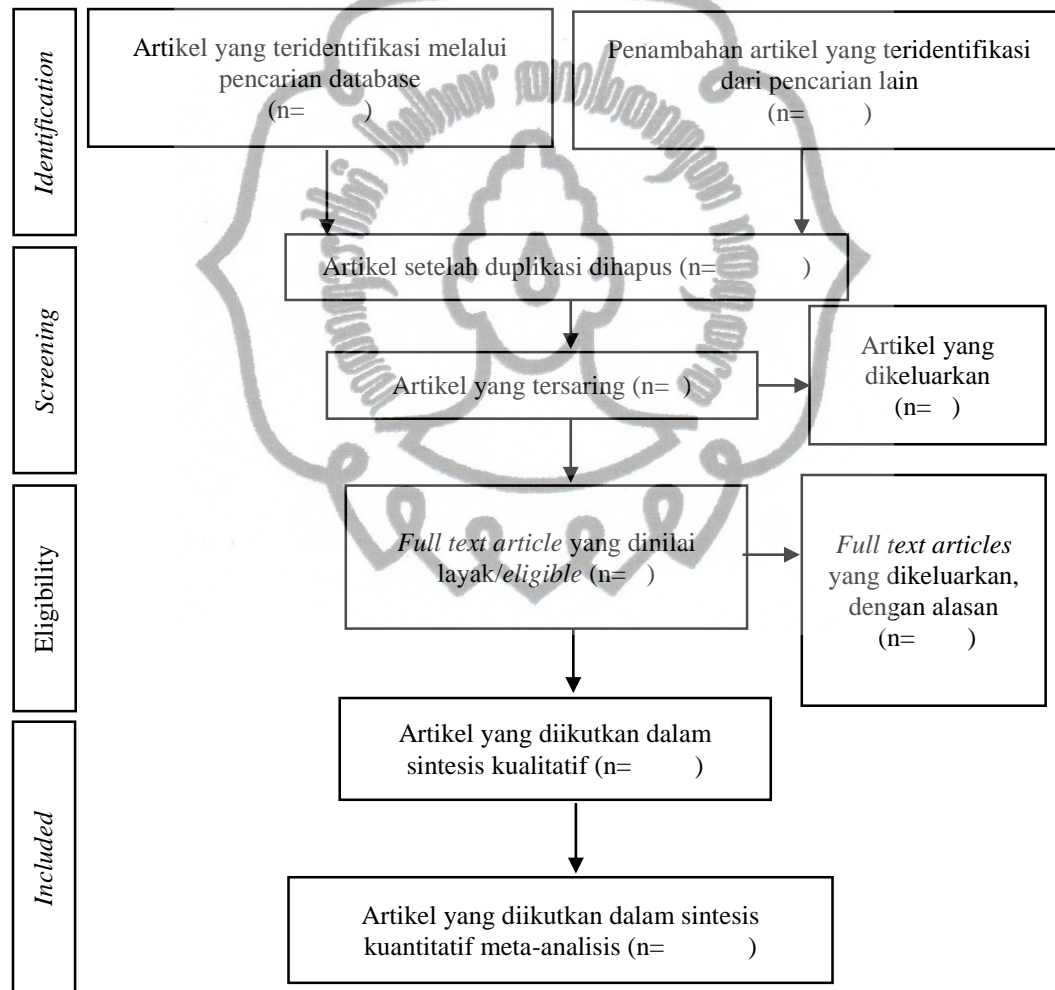 Identification
Artikel yang teridentifikasi melalui
pencarian database
(n= )
Penambahan artikel yang teridentifikasi
dari pencarian lain
(n= )
Screening
Artikel setelah duplikasi dihapus (n= )
Artikel yang tersaring (n= )
Artikel yang
dikeluarkan
(n= )
Eligibility
Full text article yang dinilai
layak/eligible (n= )
Full text articles
yang dikeluarkan,
dengan alasan
(n= )
Included
Artikel yang diikutkan dalam
sintesis kualitatif (n= )
Artikel yang diikutkan dalam sintesis
kuantitatif meta-analisis (n= )